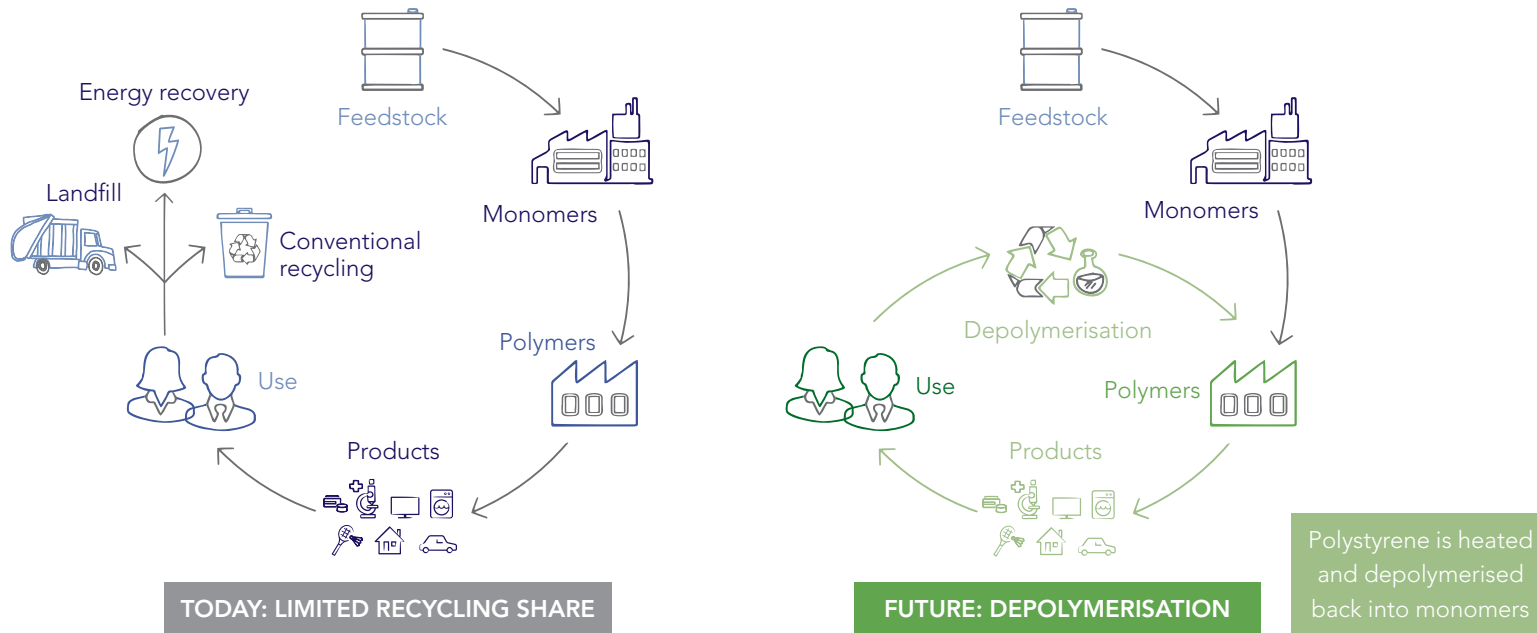 Feedstock
Energy recovery
Landfill
Monomers
Conventional
recycling
Polymers
Use
Products
TODAY: LIMITED RECYCLING SHARE
Feedstock
Monomers
Depolymerisation
Polymers
Use
Products
FUTURE: DEPOLYMERISATION
Polystyrene is heated
and depolymerised
back into monomers